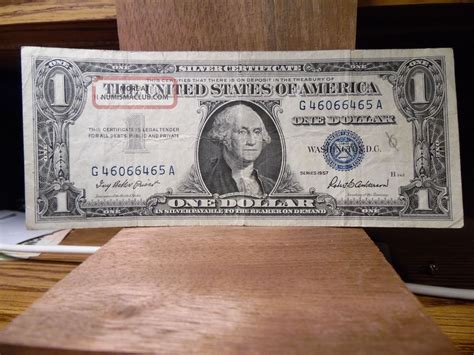 SILVER CERTIFICATE
THIS CERTIFIES THAT THERE IS ON DEPOSIT IN THE TREASURY OF
THE UNITED STATES OF AMERICA
NUMISMACLUB.COM
G 46066465 A
ONE DOLLAR
THIS CERTIFICATE IS LEGAL TENDER
FOR ALL DEBTS PUBLIC AND PRIVATE
WASHINGTON, D.C.
G 46066465 A
SERIES 1957
ONE DOLLAR
IN SILVER PAYABLE TO THE BEARER ON DEMAND
1
1
ONE
ONE